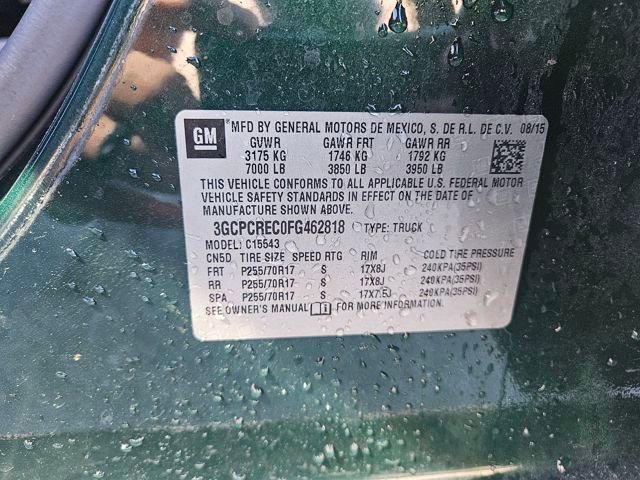 GM MFD BY GENERAL MOTORS DE MEXICO, S. DE R.L. DE C.V. 08/15
GVWR GAWR FRT GAWR RR
3175 KG 1746 KG 1792 KG
7000 LB 3850 LB 3950 LB
THIS VEHICLE CONFORMS TO ALL APPLICABLE U.S. FEDERAL MOTOR
VEHICLE SAFETY STANDARDS IN EFFECT ON THE DATE OF
MANUFACTURE SHOWN ABOVE.
3GCPCREC0FG462818 TYPE: TRUCK
MODEL: C15543
CN5D TIRE SIZE SPEED RTG RIM COLD TIRE PRESSURE
FRT P255/70R17 S 17X8J 240KPA(35PSI)
RR P255/70R17 S 17X8J 240KPA(35PSI)
SPA P255/70R17 S 17X7.5J 240KPA(35PSI)
SEE OWNER'S MANUAL FOR MORE INFORMATION.